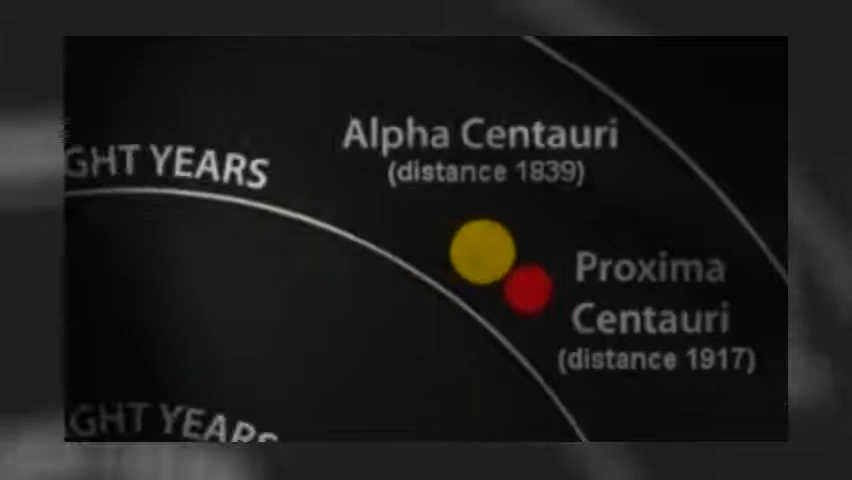 GHT YEARS
Alpha Centauri
(distance 1839)
Proxima
Centauri
(distance 1917)
GHT YEARS